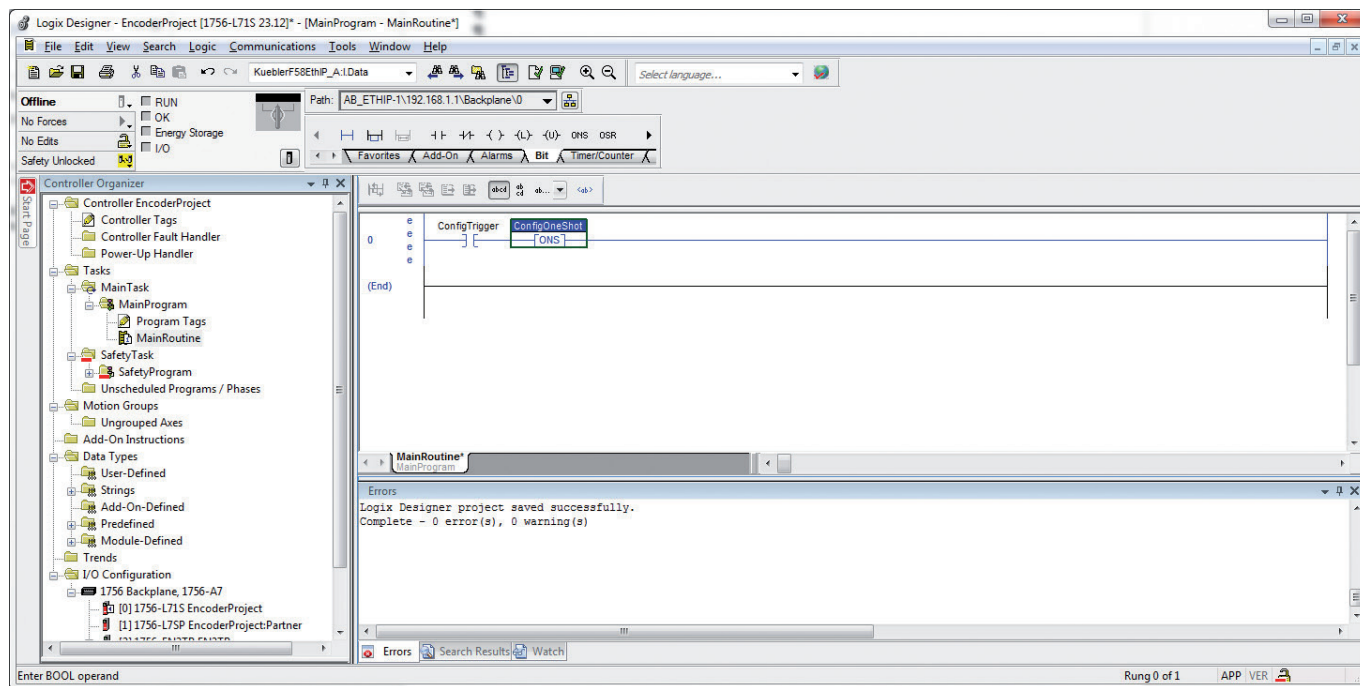 Logix Designer - EncoderProject [1756-L71S 23.12]* - [MainProgram - MainRoutine*]
File Edit View Search Logic Communications Tools Window Help
KueblerF58EthIP_A:I.Data
Select language...
Offline
RUN
No Forces
OK
No Edits
Energy Storage
Safety Unlocked
I/O
Path: AB_ETHIP-1\192.168.1.1\Backplane\0
(L) (U) ONS OSR
Favorites Add-On Alarms Bit Timer/Counter
Start Page
Controller Organizer
Controller EncoderProject
Controller Tags
Controller Fault Handler
Power-Up Handler
Tasks
MainTask
MainProgram
Program Tags
MainRoutine
SafetyTask
SafetyProgram
Unscheduled Programs / Phases
Motion Groups
Ungrouped Axes
Add-On Instructions
Data Types
User-Defined
Strings
Add-On-Defined
Predefined
Module-Defined
Trends
I/O Configuration
1756 Backplane, 1756-A7
[0] 1756-L71S EncoderProject
[1] 1756-L7SP EncoderProject:Partner
abcd ab cd ab... <ab>
0
e
e
e
e
ConfigTrigger ConfigOneShot
ONS
(End)
MainRoutine*
MainProgram
Errors
Logix Designer project saved successfully.
Complete - 0 error(s), 0 warning(s)
Errors Search Results Watch
Enter BOOL operand
Rung 0 of 1 APP VER